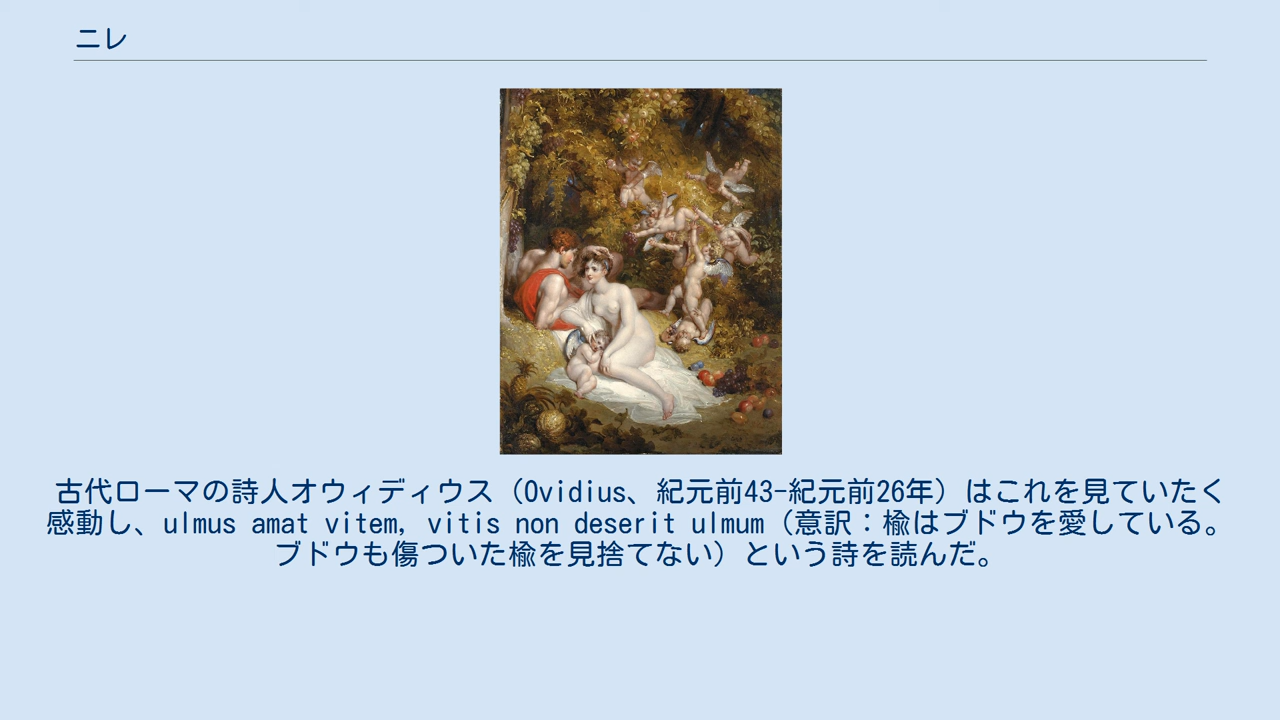 ニレ
古代ローマの詩人オウィディウス（Ovidius、紀元前43-紀元前26年）はこれを見ていたく
感動し、ulmus amat vitem, vitis non deserit ulmum（意訳：楡はブドウを愛している。
ブドウも傷ついた楡を見捨てない）という詩を読んだ。